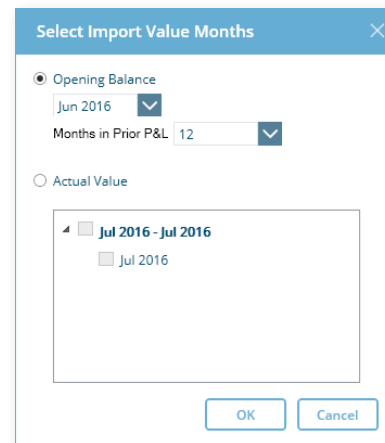 Select Import Value Months
Opening Balance
Jun 2016
Months in Prior P&L 12
Actual Value
Jul 2016 - Jul 2016
Jul 2016
OK Cancel